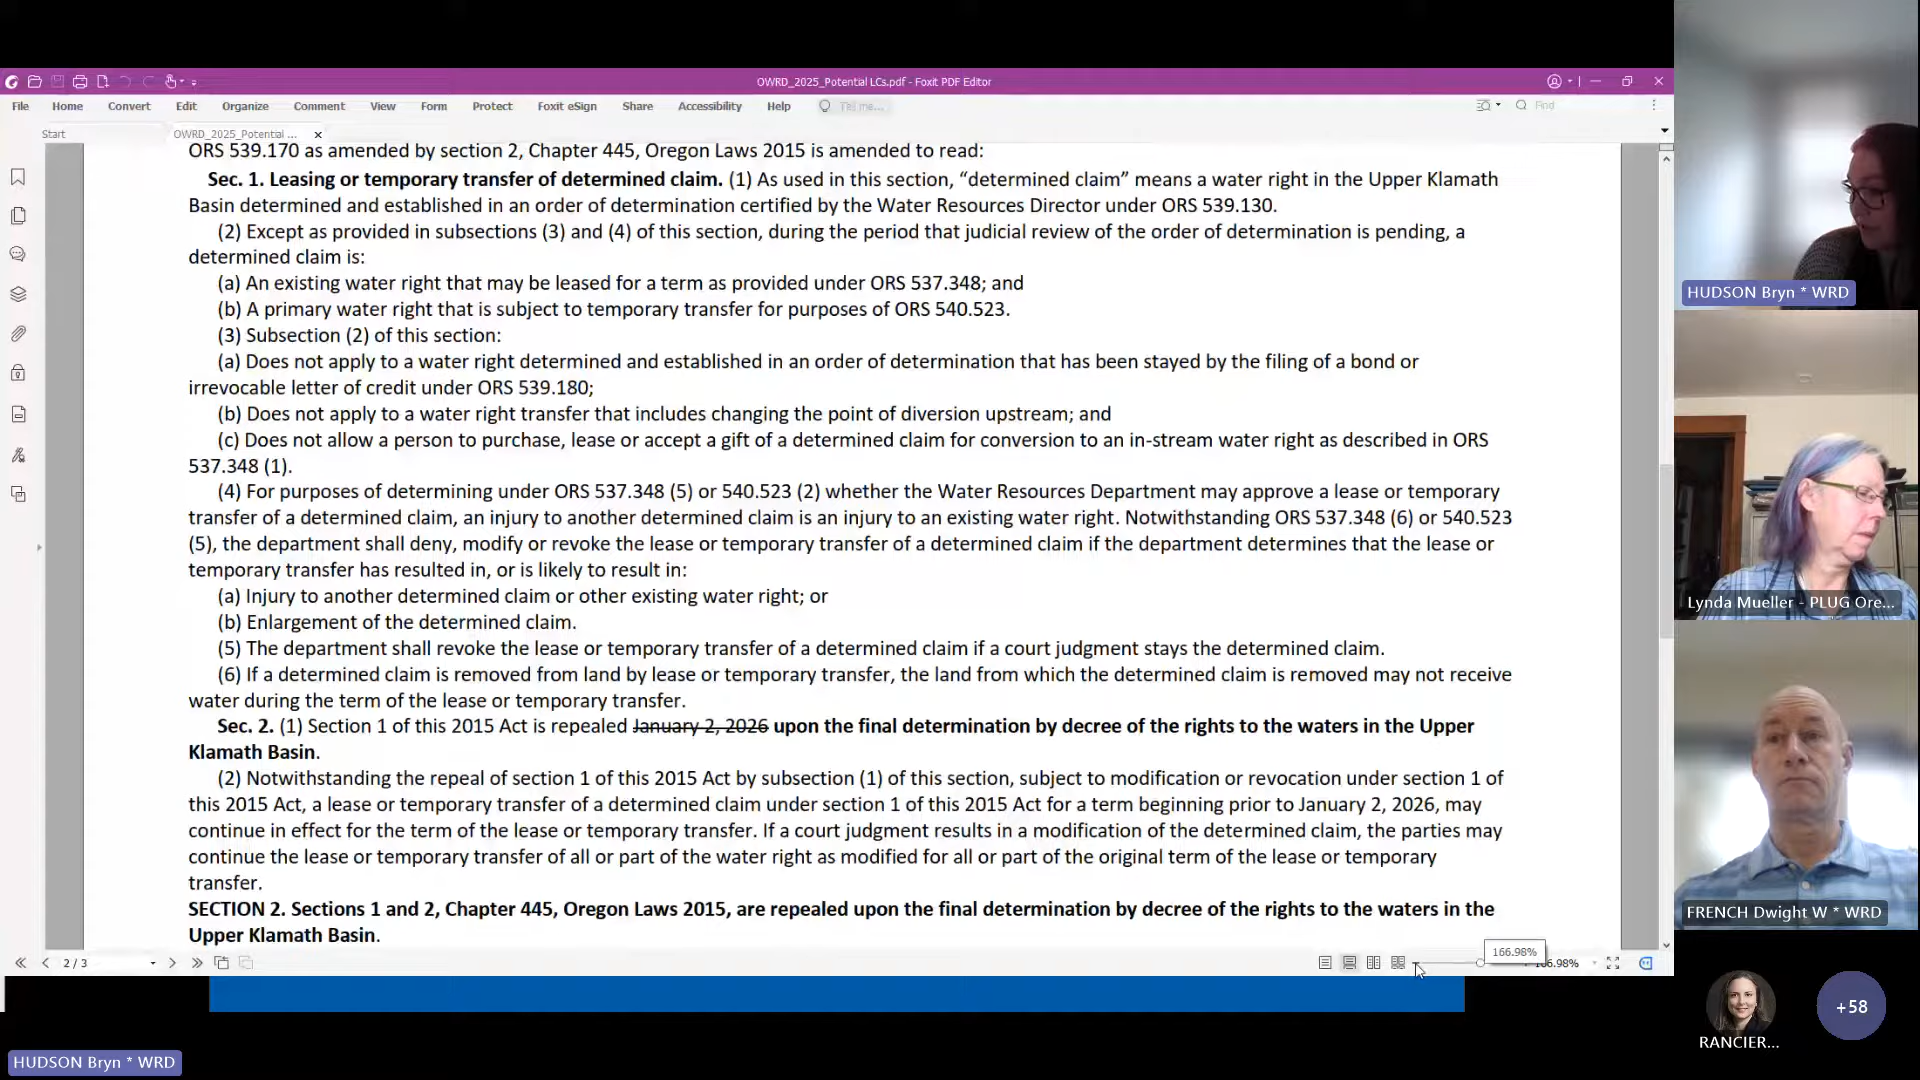 OWRD_2025_Potential LCs.pdf - Foxit PDF Editor
File Home Convert Edit Organize Comment View Form Protect Foxit eSign Share Accessibility Help Tell me... Find
Start OWRD_2025_Potential ...
ORS 539.170 as amended by section 2, Chapter 445, Oregon Laws 2015 is amended to read:
Sec. 1. Leasing or temporary transfer of determined claim. (1) As used in this section, “determined claim” means a water right in the Upper Klamath
Basin determined and established in an order of determination certified by the Water Resources Director under ORS 539.130.
(2) Except as provided in subsections (3) and (4) of this section, during the period that judicial review of the order of determination is pending, a
determined claim is:
(a) An existing water right that may be leased for a term as provided under ORS 537.348; and
(b) A primary water right that is subject to temporary transfer for purposes of ORS 540.523.
(3) Subsection (2) of this section:
(a) Does not apply to a water right determined and established in an order of determination that has been stayed by the filing of a bond or
irrevocable letter of credit under ORS 539.180;
(b) Does not apply to a water right transfer that includes changing the point of diversion upstream; and
(c) Does not allow a person to purchase, lease or accept a gift of a determined claim for conversion to an in-stream water right as described in ORS
537.348 (1).
(4) For purposes of determining under ORS 537.348 (5) or 540.523 (2) whether the Water Resources Department may approve a lease or temporary
transfer of a determined claim, an injury to another determined claim is an injury to an existing water right. Notwithstanding ORS 537.348 (6) or 540.523
(5), the department shall deny, modify or revoke the lease or temporary transfer of a determined claim if the department determines that the lease or
temporary transfer has resulted in, or is likely to result in:
(a) Injury to another determined claim or other existing water right; or
(b) Enlargement of the determined claim.
(5) The department shall revoke the lease or temporary transfer of a determined claim if a court judgment stays the determined claim.
(6) If a determined claim is removed from land by lease or temporary transfer, the land from which the determined claim is removed may not receive
water during the term of the lease or temporary transfer.
Sec. 2. (1) Section 1 of this 2015 Act is repealed January 2, 2026 upon the final determination by decree of the rights to the waters in the Upper
Klamath Basin.
(2) Notwithstanding the repeal of section 1 of this 2015 Act by subsection (1) of this section, subject to modification or revocation under section 1 of
this 2015 Act, a lease or temporary transfer of a determined claim under section 1 of this 2015 Act for a term beginning prior to January 2, 2026, may
continue in effect for the term of the lease or temporary transfer. If a court judgment results in a modification of the determined claim, the parties may
continue the lease or temporary transfer of all or part of the water right as modified for all or part of the original term of the lease or temporary
transfer.
SECTION 2. Sections 1 and 2, Chapter 445, Oregon Laws 2015, are repealed upon the final determination by decree of the rights to the waters in the
Upper Klamath Basin.
2 / 3
166.98%
HUDSON Bryn * WRD
HUDSON Bryn * WRD
Lynda Mueller - PLUG Ore...
FRENCH Dwight W * WRD
RANCIER...
+58